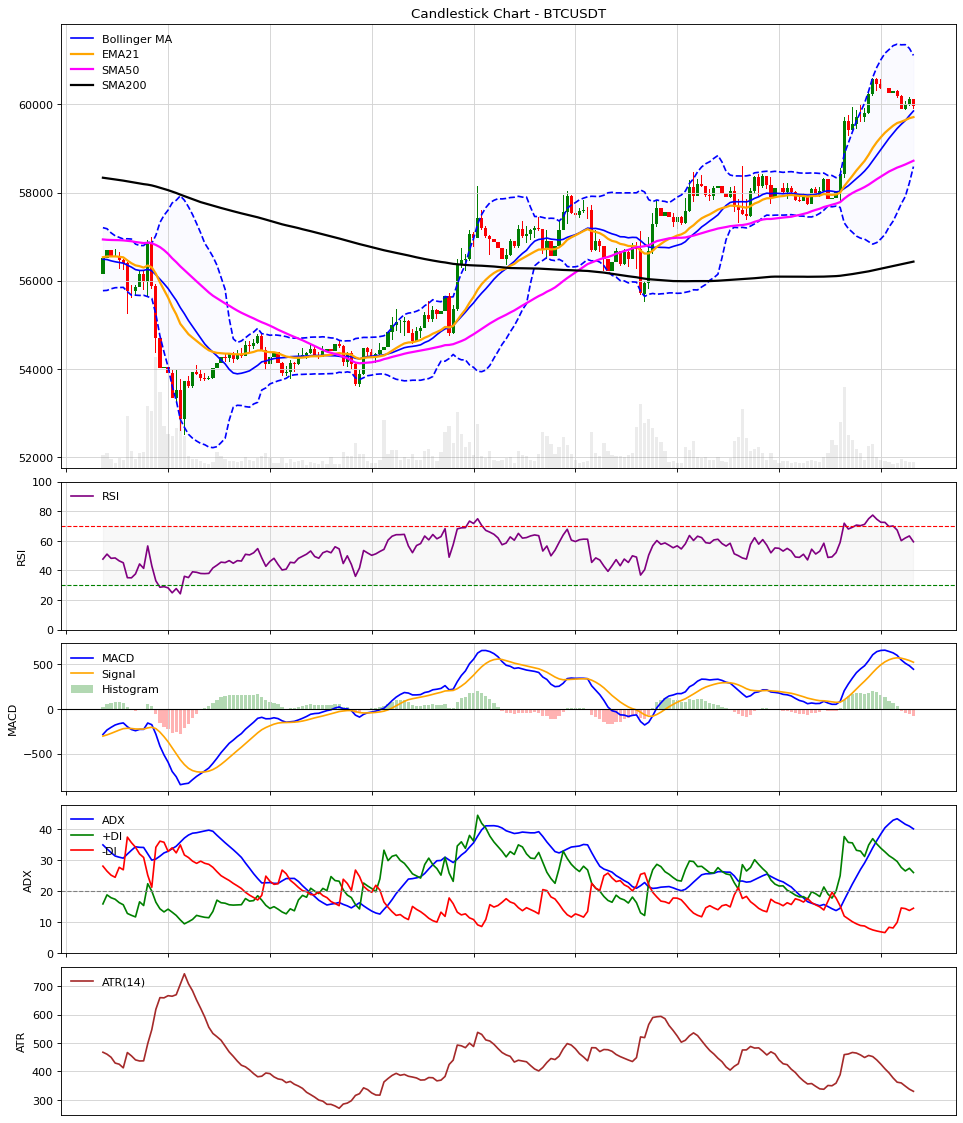 Candlestick Chart - BTCUSDT
Bollinger MA
EMA21
SMA50
SMA200
60000
58000
56000
54000
52000
RSI
100
80
60
40
20
0
RSI
MACD
Signal
Histogram
500
0
−500
MACD
ADX
+DI
-DI
40
30
20
10
0
ADX
ATR(14)
700
600
500
400
300
ATR